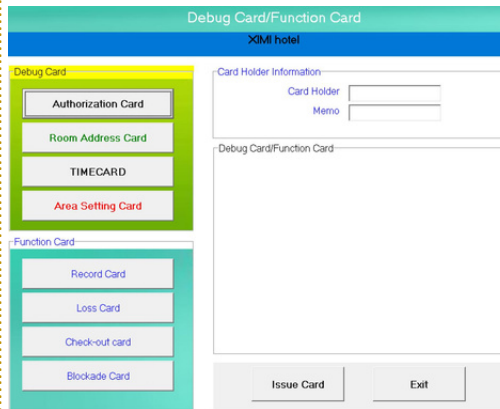 Debug Card/Function Card
XIMI hotel
Debug Card
Authorization Card
Room Address Card
TIMECARD
Area Setting Card
Function Card
Record Card
Loss Card
Check-out card
Blockade Card
Card Holder Information
Card Holder
Memo
Debug Card/Function Card
Issue Card
Exit